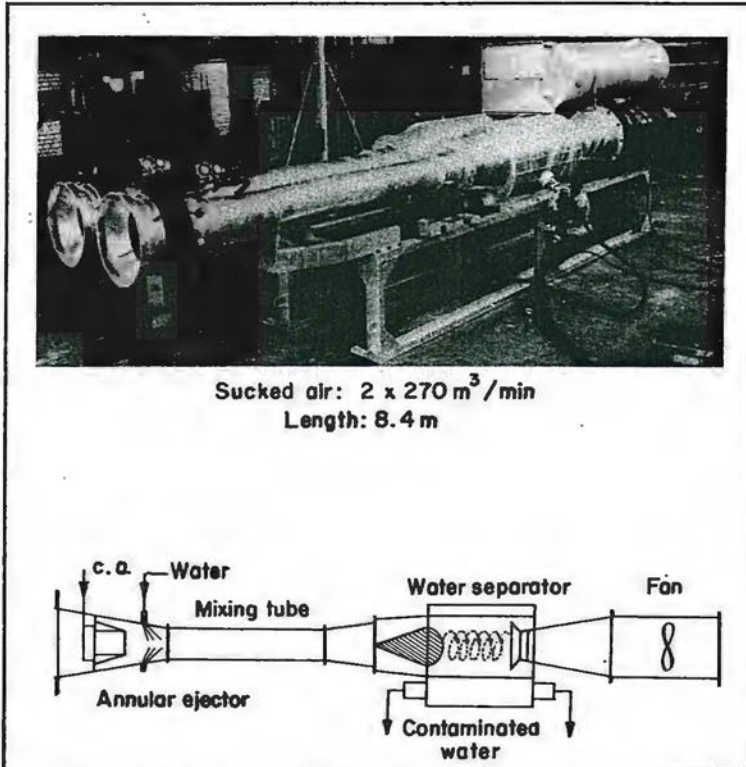 Sucked air: 2 x 270 m³/min
Length: 8.4 m
c.a. Water
Mixing tube
Water separator
Fan
Annular ejector
Contaminated
water